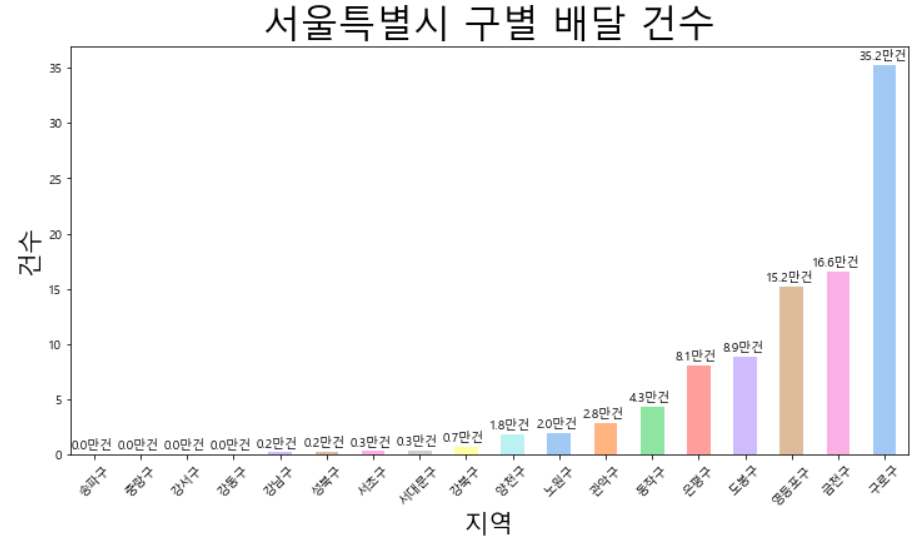 서울특별시 구별 배달 건수
건수
35
30
25
20
15
10
5
0
0.0만건 0.0만건 0.0만건 0.0만건 0.2만건 0.2만건 0.3만건 0.3만건 0.7만건 1.8만건 2.0만건 2.8만건 4.3만건 8.1만건 8.9만건 15.2만건 16.6만건 35.2만건
송파구 중랑구 강서구 강동구 강남구 성북구 서초구 서대문구 강북구 양천구 노원구 관악구 동작구 은평구 도봉구 영등포구 금천구 구로구
지역